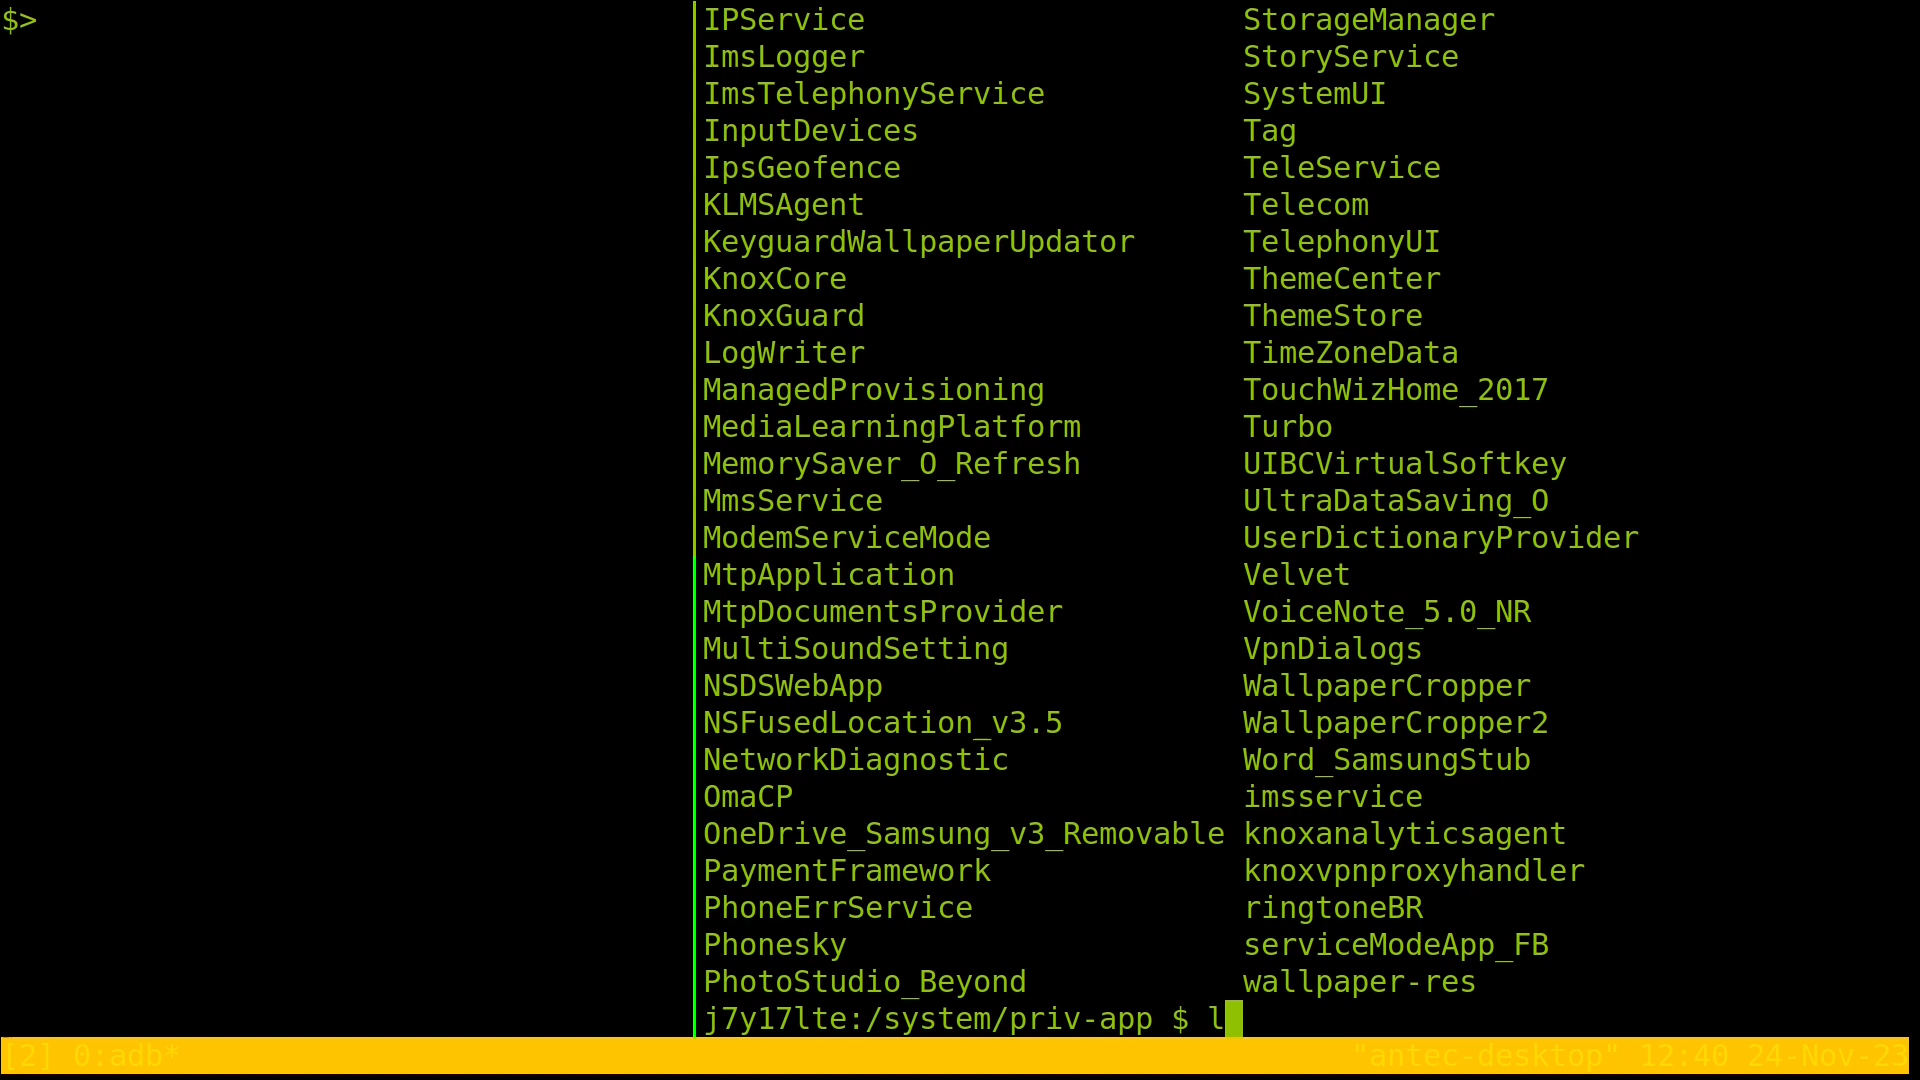 $>
IPService StorageManager
ImsLogger StoryService
ImsTelephonyService SystemUI
InputDevices Tag
IpsGeofence TeleService
KLMSAgent Telecom
KeyguardWallpaperUpdator TelephonyUI
KnoxCore ThemeCenter
KnoxGuard ThemeStore
LogWriter TimeZoneData
ManagedProvisioning TouchWizHome_2017
MediaLearningPlatform Turbo
MemorySaver_O_Refresh UIBCVirtualSoftkey
MmsService UltraDataSaving_O
ModemServiceMode UserDictionaryProvider
MtpApplication Velvet
MtpDocumentsProvider VoiceNote_5.0_NR
MultiSoundSetting VpnDialogs
NSDSWebApp WallpaperCropper
NSFusedLocation_v3.5 WallpaperCropper2
NetworkDiagnostic Word_SamsungStub
OmaCP imsservice
OneDrive_Samsung_v3_Removable knoxanalyticsagent
PaymentFramework knoxvpnproxyhandler
PhoneErrService ringtoneBR
Phonesky serviceModeApp_FB
PhotoStudio_Beyond wallpaper-res
j7y17lte:/system/priv-app $ l
[2] 0:adb* "antec-desktop" 12:40 24-Nov-23